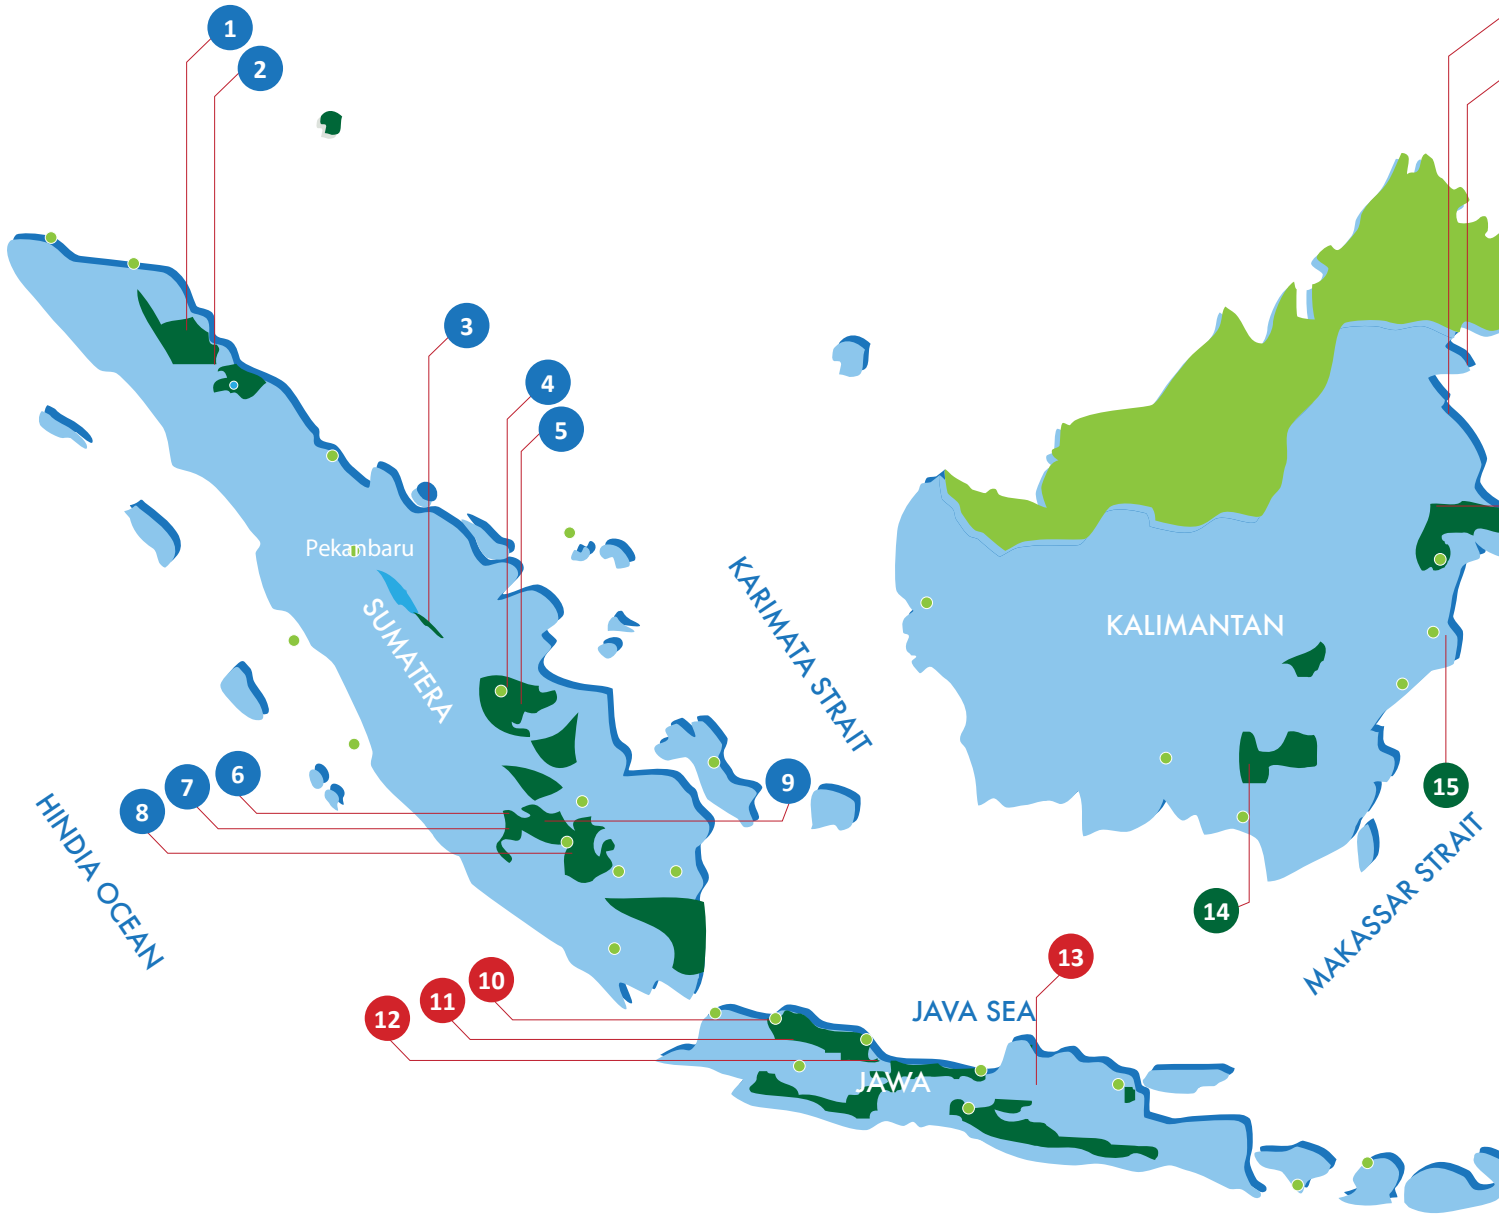 1
2
3
4
5
Pekanbaru
SUMATERA
KARIMATA STRAIT
KALIMANTAN
6
7
8
9
15
HINDIA OCEAN
14
MAKASSAR STRAIT
13
10
11
12
JAVA SEA
JAWA